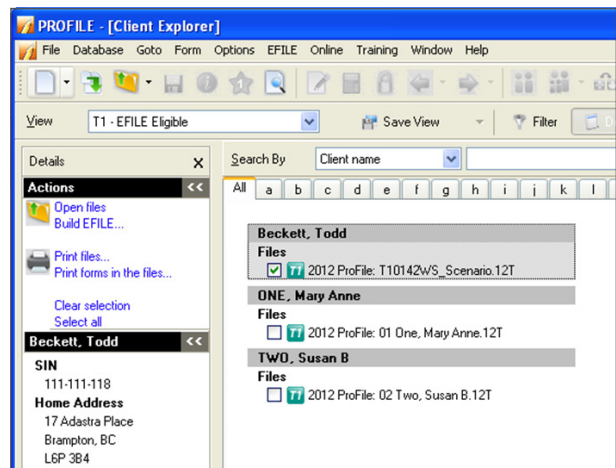 PROFILE - [Client Explorer]
File Database Goto Form Options EFILE Online Training Window Help
View T1 - EFILE Eligible Save View Filter
Details x Search By Client name
Actions << All a b c d e f g h i j k l
Open files
Build EFILE...
Print files...
Print forms in the files...
Clear selection
Select all
Beckett, Todd <<
SIN
111-111-118
Home Address
17 Adastra Place
Brampton, BC
L6P 3B4
Beckett, Todd
Files
T1 2012 ProFile: T10142WS_Scenario.12T
ONE, Mary Anne
Files
T1 2012 ProFile: 01 One, Mary Anne.12T
TWO, Susan B
Files
T1 2012 ProFile: 02 Two, Susan B.12T